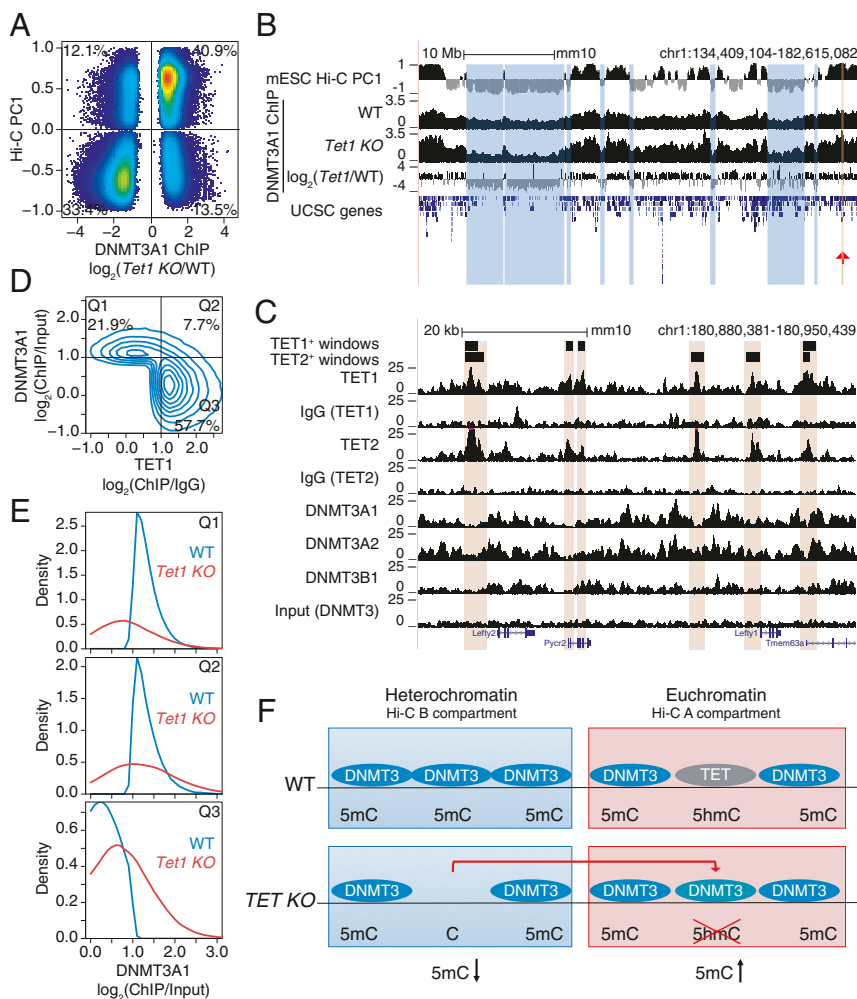 A
Hi-C PC1
1.0
0.5
0.0
−0.5
−1.0
12.1%
40.9%
33.4%
13.5%
−4 −2 0 2 4
DNMT3A1 ChIP
log2(Tet1 KO/WT)
B
10 Mb mm10 chr1:134,409,104-182,615,082
mESC Hi-C PC1
1
-1
DNMT3A1 ChIP
WT
3.5
0
Tet1 KO
3.5
0
log2(Tet1/WT)
4
-4
UCSC genes
C
20 kb mm10 chr1:180,880,381-180,950,439
TET1+ windows
TET2+ windows
TET1
25
0
IgG (TET1)
25
0
TET2
25
0
IgG (TET2)
25
0
DNMT3A1
25
0
DNMT3A2
25
0
DNMT3B1
25
0
Input (DNMT3)
25
0
Lefty2
Pycr2
Lefty1
Tmem63a
D
DNMT3A1
log2(ChIP/Input)
2.0
1.0
0.0
−1.0
Q1
21.9%
Q2
7.7%
Q3
57.7%
−1.0 0.0 1.0 2.0
TET1
log2(ChIP/IgG)
E
Density
2.5
2.0
1.5
1.0
0.5
0.0
Q1
WT
Tet1 KO
Density
2.0
1.5
1.0
0.5
0.0
Q2
WT
Tet1 KO
Density
0.6
0.4
0.2
0.0
Q3
WT
Tet1 KO
0.0 1.0 2.0 3.0
DNMT3A1
log2(ChIP/Input)
F
Heterochromatin
Hi-C B compartment
Euchromatin
Hi-C A compartment
WT
DNMT3 DNMT3 DNMT3 DNMT3 TET DNMT3
5mC 5mC 5mC 5mC 5hmC 5mC
TET KO
DNMT3 DNMT3 DNMT3 DNMT3 DNMT3
5mC C 5mC 5mC 5hmC 5mC
5mC
5mC